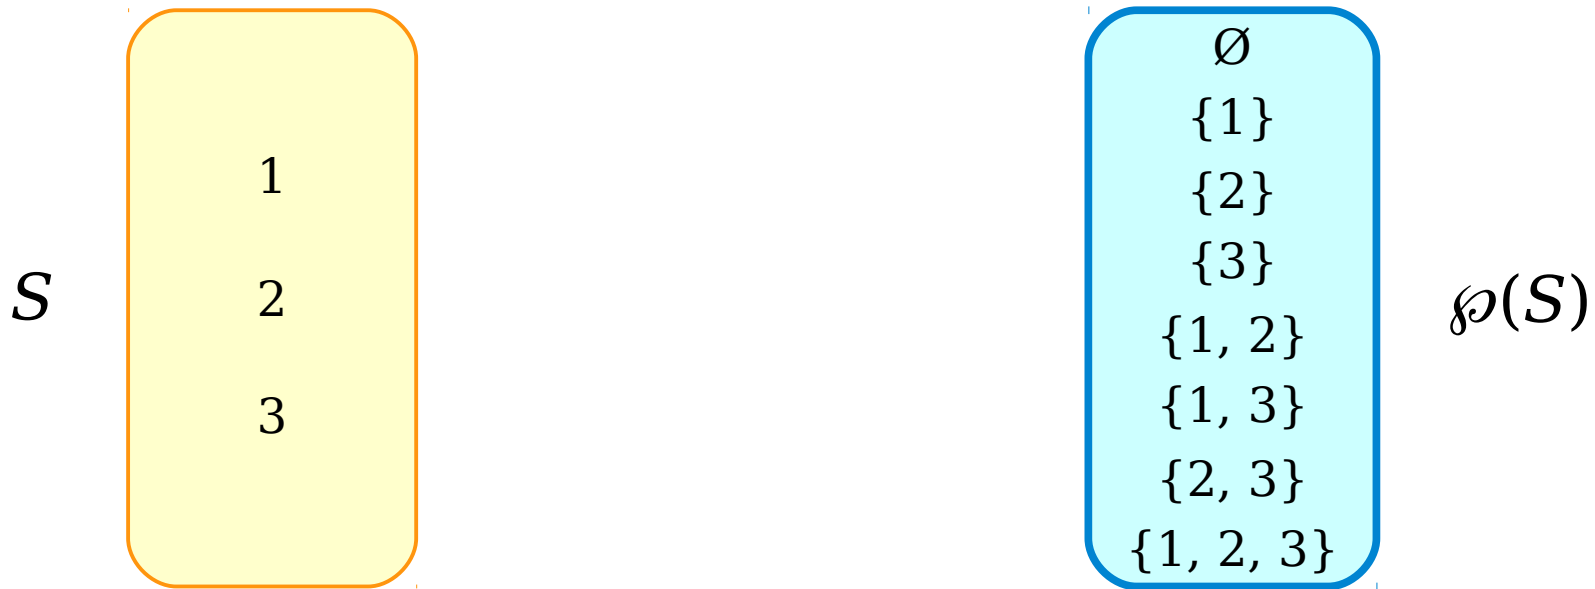 S
1
2
3
Ø
{1}
{2}
{3}
{1, 2}
{1, 3}
{2, 3}
{1, 2, 3}
℘(S)